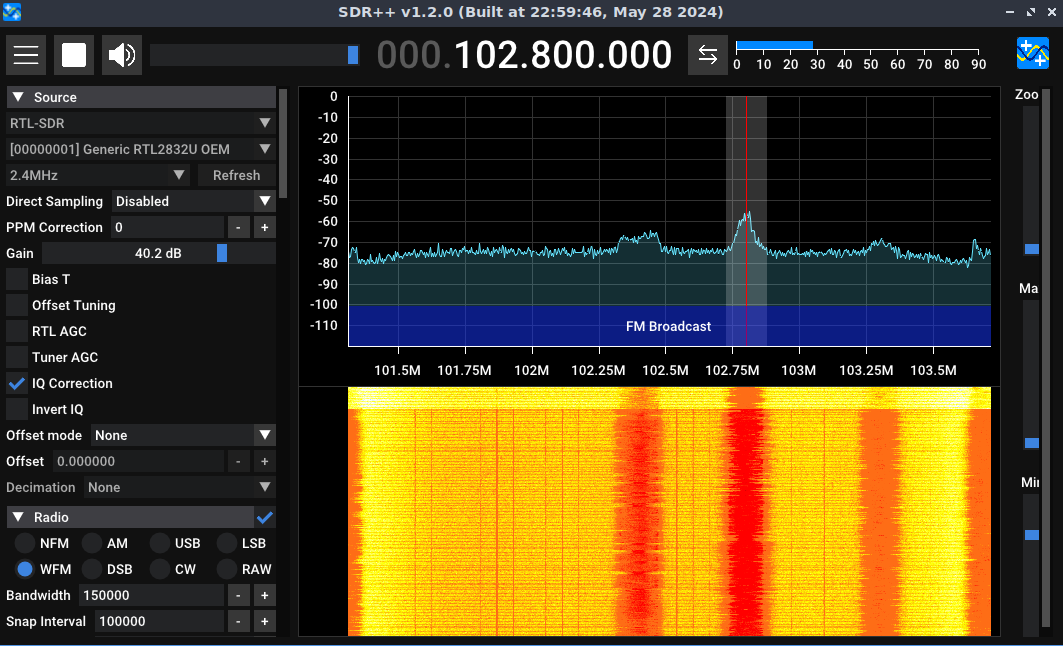 SDR++ v1.2.0 (Built at 22:59:46, May 28 2024)
000.102.800.000
0 10 20 30 40 50 60 70 80 90
Source
RTL-SDR
[00000001] Generic RTL2832U OEM
2.4MHz Refresh
Direct Sampling Disabled
PPM Correction 0 - +
Gain 40.2 dB
Bias T
Offset Tuning
RTL AGC
Tuner AGC
IQ Correction
Invert IQ
Offset mode None
Offset 0.000000 - +
Decimation None
Radio
NFM AM USB LSB
WFM DSB CW RAW
Bandwidth 150000 - +
Snap Interval 100000 - +
0
-10
-20
-30
-40
-50
-60
-70
-80
-90
-100
-110
FM Broadcast
101.5M 101.75M 102M 102.25M 102.5M 102.75M 103M 103.25M 103.5M
Zoo
Ma
Min